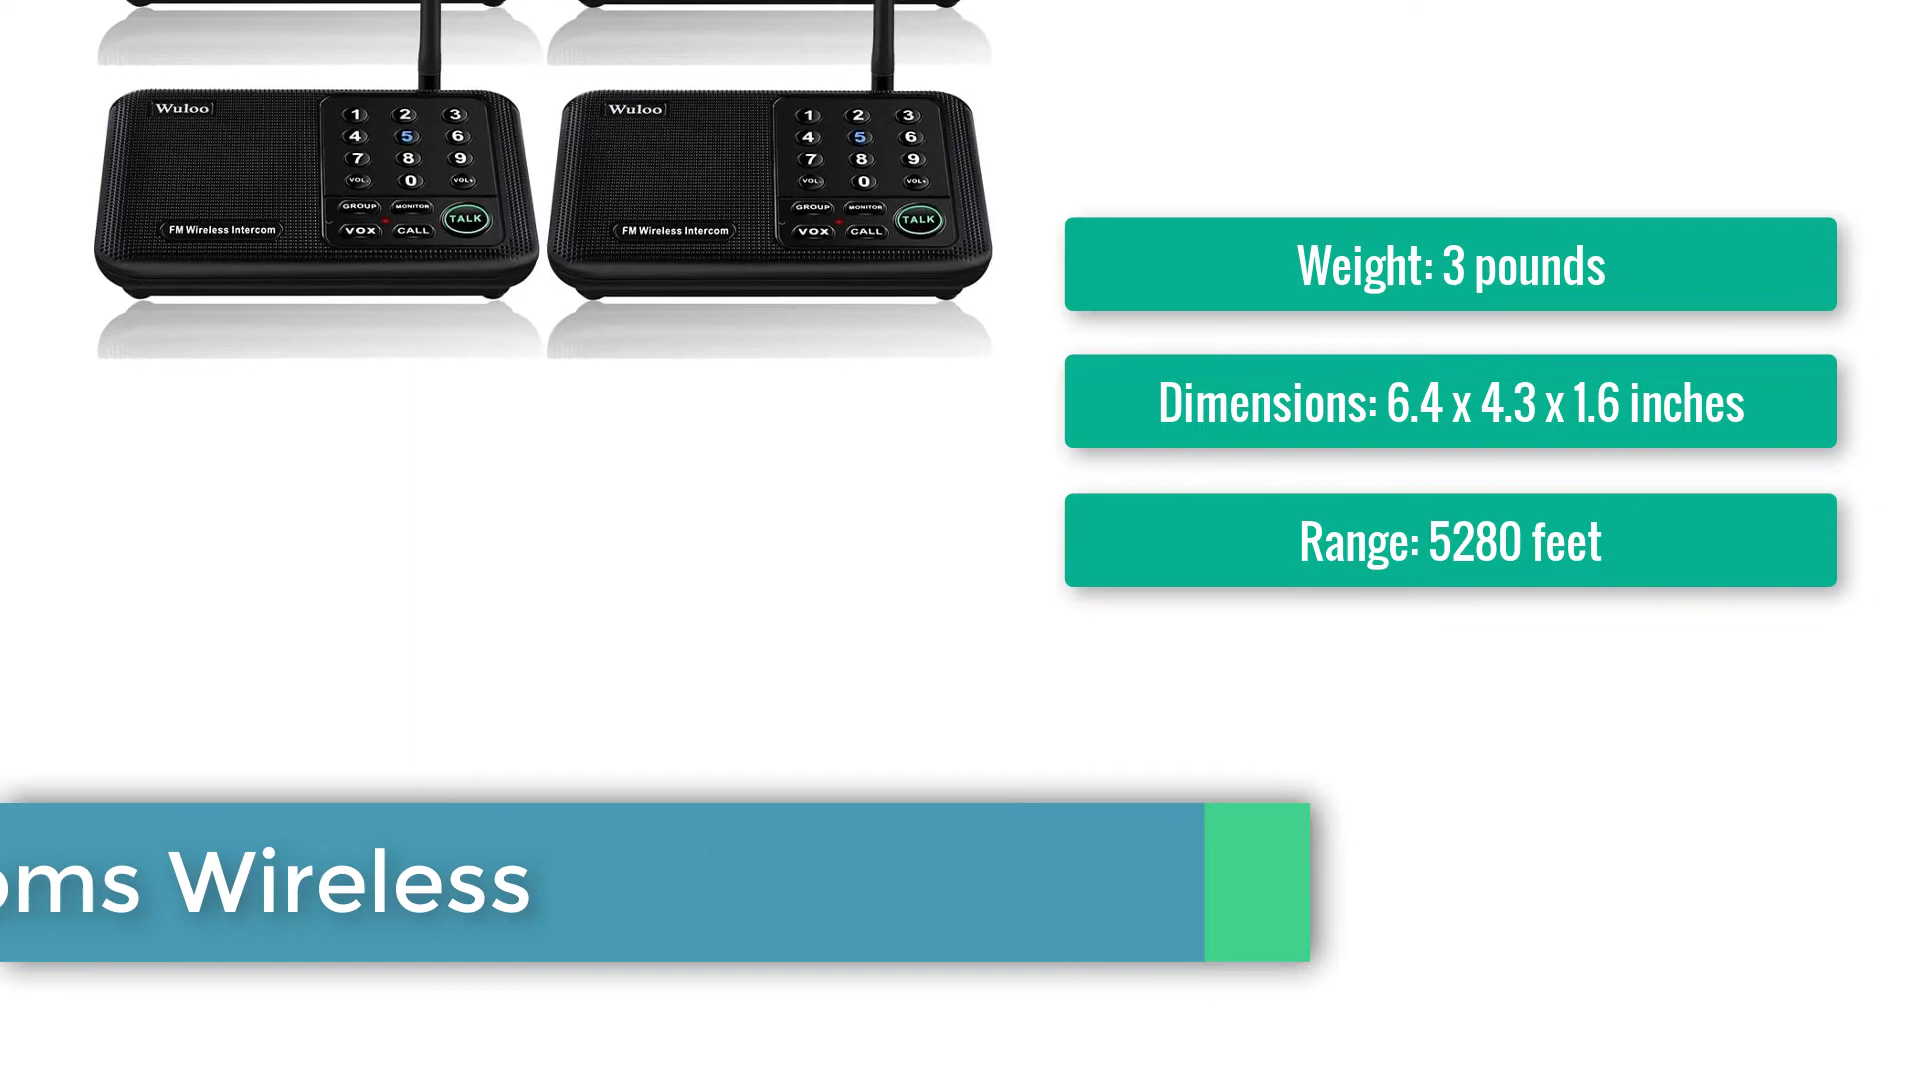 Wuloo
1 2 3
4 5 6
7 8 9
VOL- 0 VOL+
GROUP MONITOR
TALK
VOX CALL
FM Wireless Intercom
Wuloo
1 2 3
4 5 6
7 8 9
VOL- 0 VOL+
GROUP MONITOR
TALK
VOX CALL
FM Wireless Intercom
Weight: 3 pounds
Dimensions: 6.4 x 4.3 x 1.6 inches
Range: 5280 feet
oms Wireless